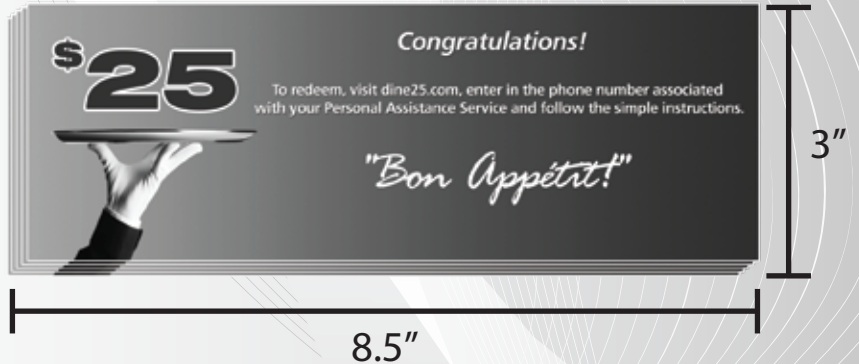 $25
Congratulations!
To redeem, visit dine25.com, enter in the phone number associated
with your Personal Assistance Service and follow the simple instructions.
"Bon Appétit!"
3”
8.5”